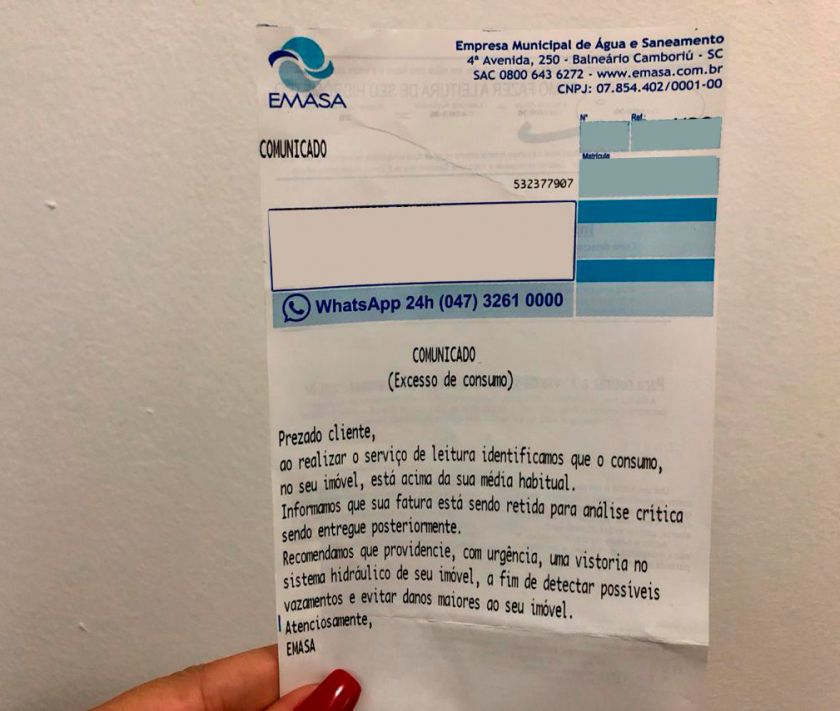 EMASA
Empresa Municipal de Água e Saneamento
4ª Avenida, 250 - Balneário Camboriú - SC
SAC 0800 643 6272 - www.emasa.com.br
CNPJ: 07.854.402/0001-00
Nº Ref.:
COMUNICADO
Matrícula
532377907
WhatsApp 24h (047) 3261 0000
COMUNICADO
(Excesso de consumo)
Prezado cliente,
ao realizar o serviço de leitura identificamos que o consumo,
no seu imóvel, está acima da sua média habitual.
Informamos que sua fatura está sendo retida para análise crítica
sendo entregue posteriormente.
Recomendamos que providencie, com urgência, uma vistoria no
sistema hidráulico de seu imóvel, a fim de detectar possíveis
vazamentos e evitar danos maiores ao seu imóvel.
Atenciosamente,
EMASA